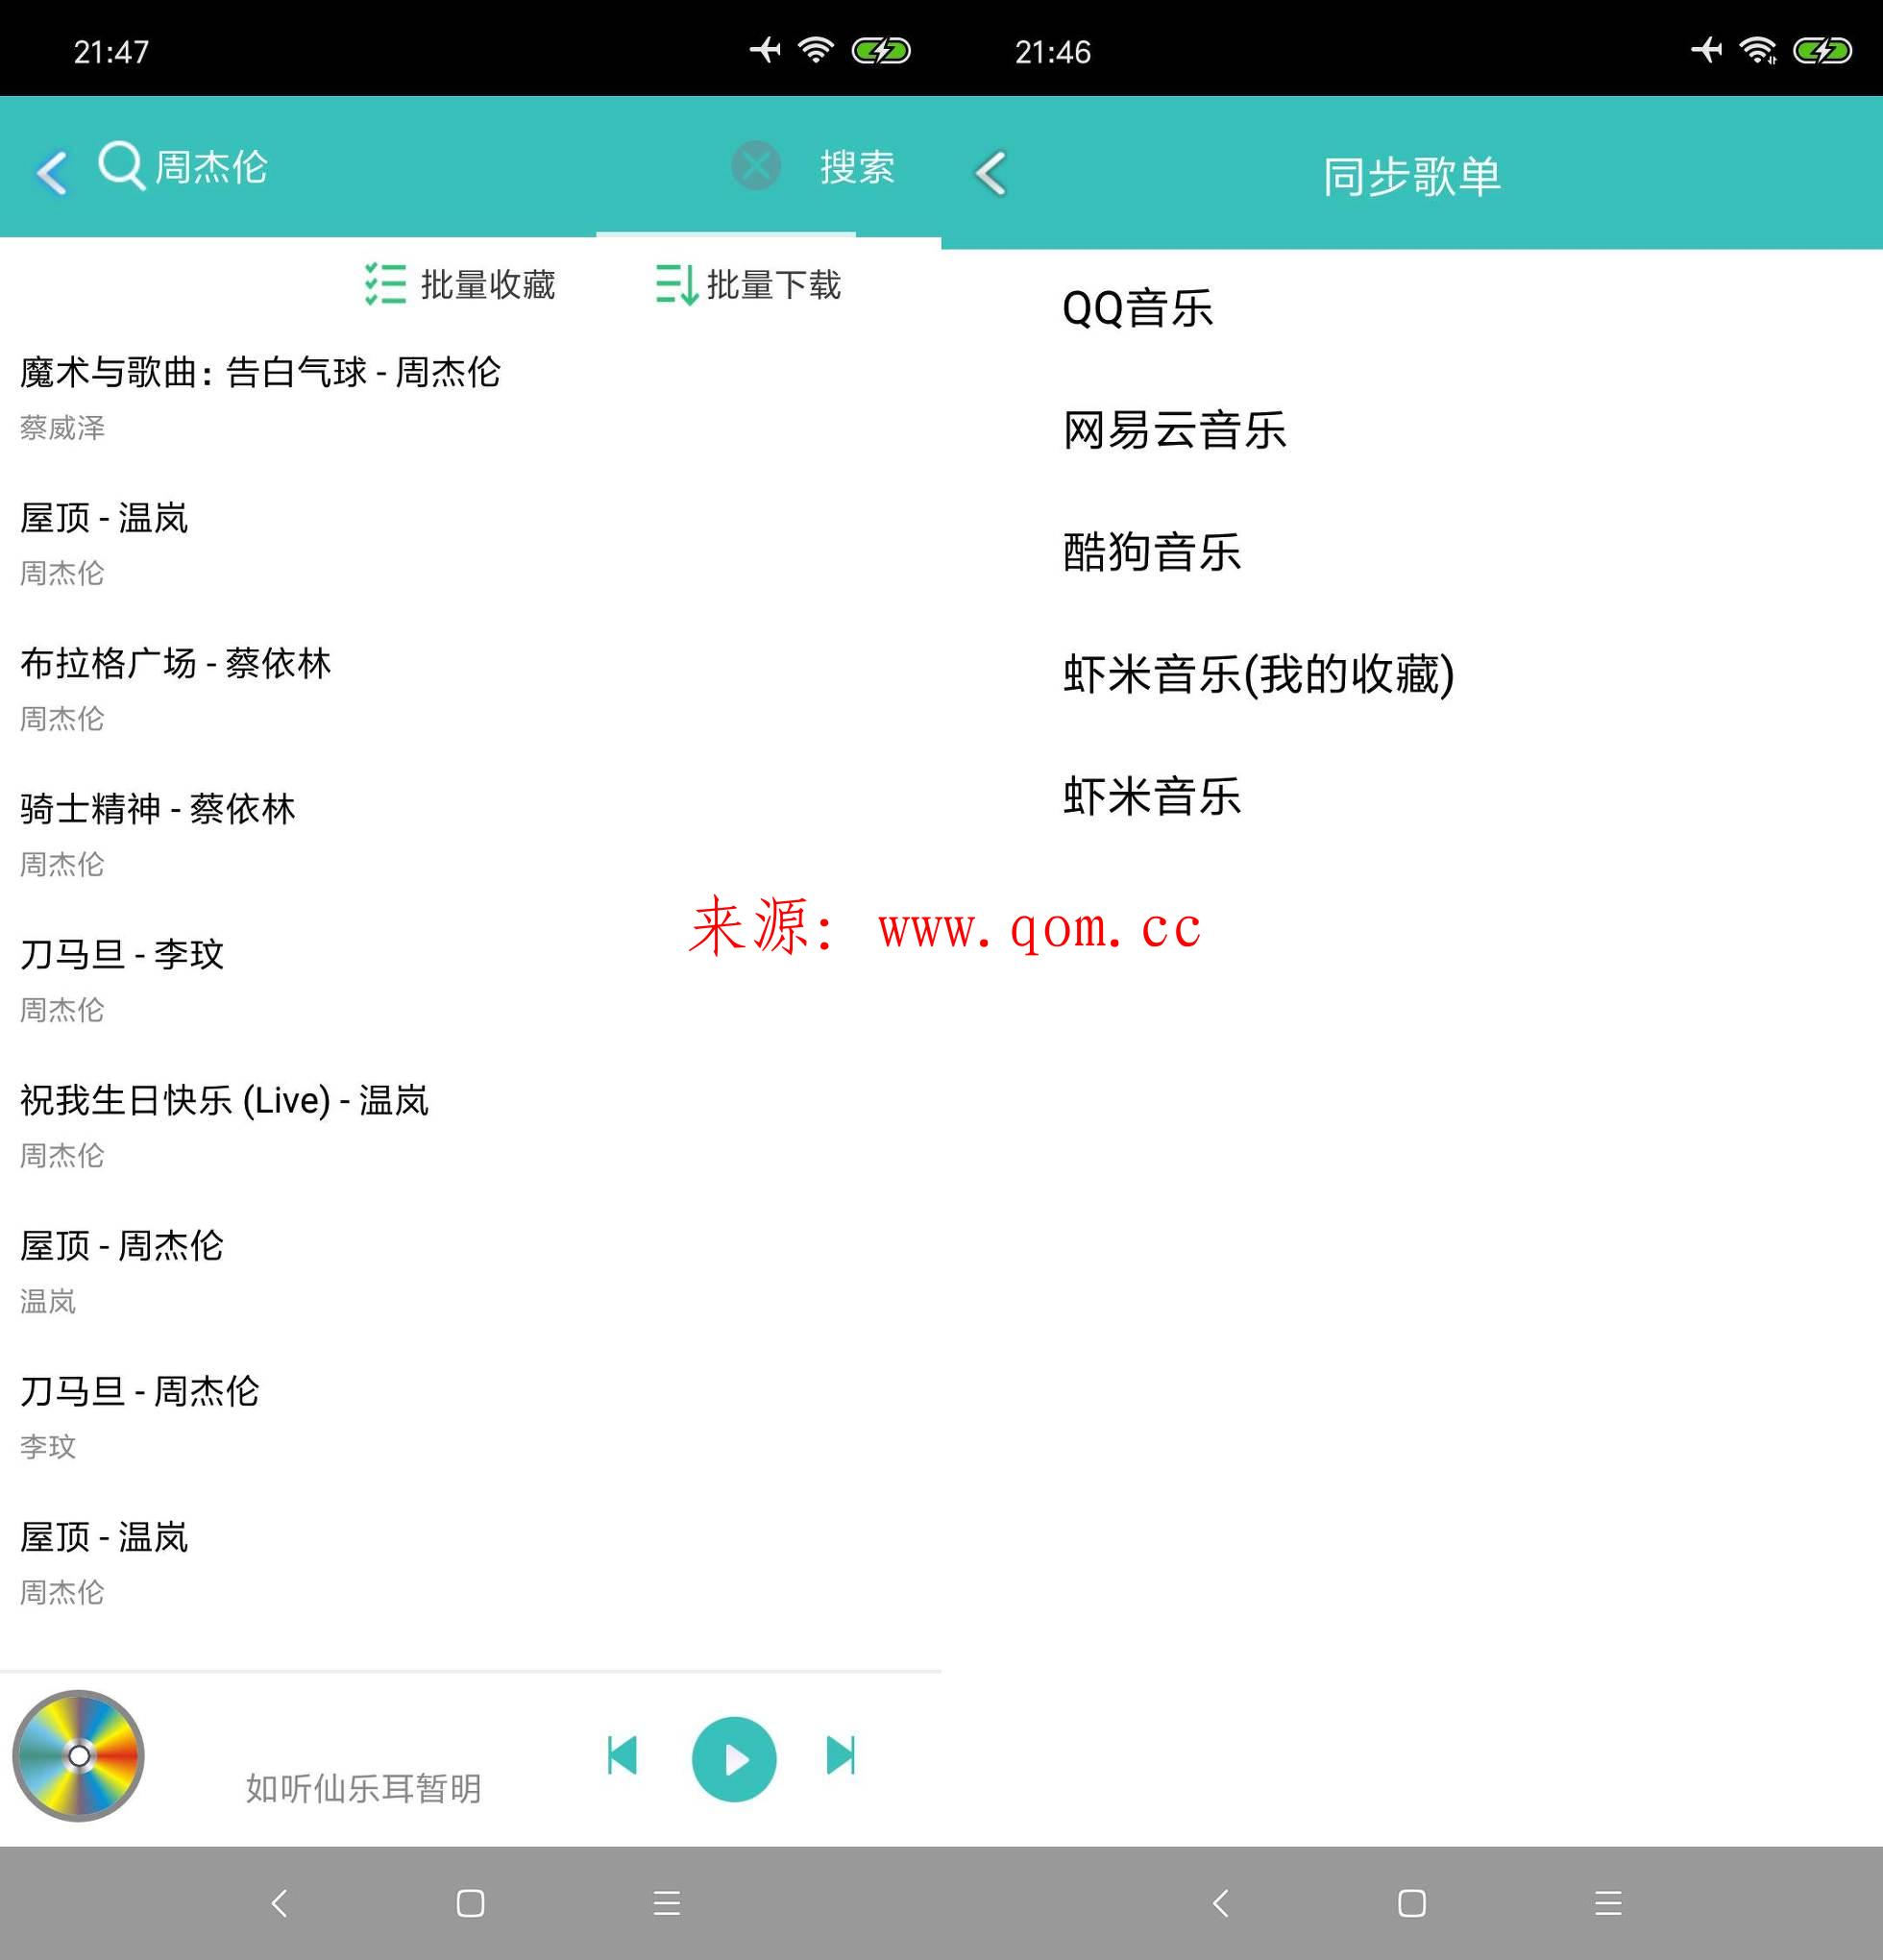 21:47
周杰伦
搜索
批量收藏
批量下载
魔术与歌曲：告白气球 - 周杰伦
蔡威泽
屋顶 - 温岚
周杰伦
布拉格广场 - 蔡依林
周杰伦
骑士精神 - 蔡依林
周杰伦
刀马旦 - 李玟
周杰伦
祝我生日快乐 (Live) - 温岚
周杰伦
屋顶 - 周杰伦
温岚
刀马旦 - 周杰伦
李玟
屋顶 - 温岚
周杰伦
如听仙乐耳暂明
21:46
同步歌单
QQ音乐
网易云音乐
酷狗音乐
虾米音乐(我的收藏)
虾米音乐
来源：www.qom.cc